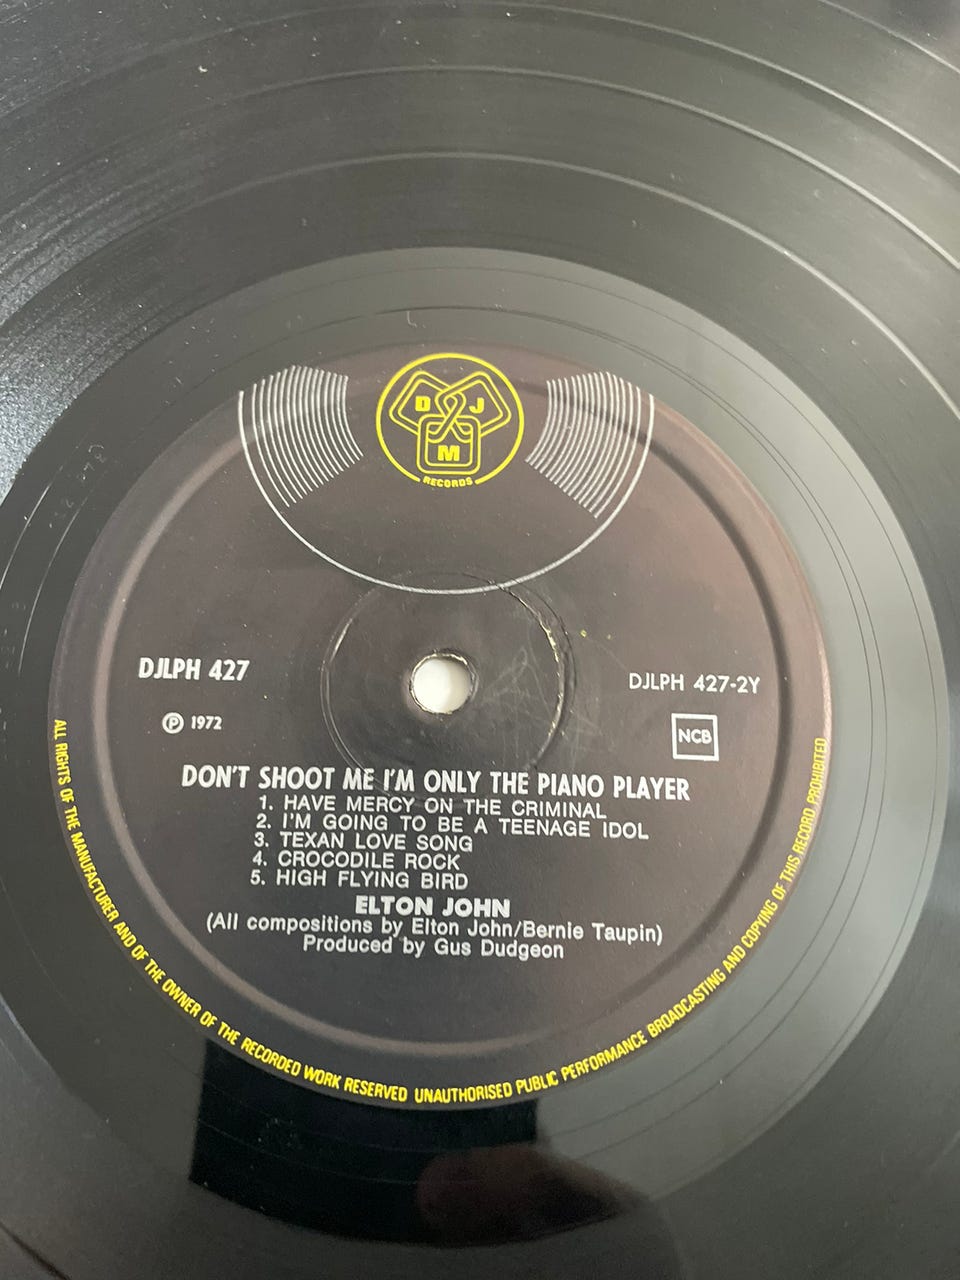 D J
M
RECORDS
DJLPH 427
DJLPH 427-2Y
Ⓟ 1972
NCB
DON'T SHOOT ME I'M ONLY THE PIANO PLAYER
1. HAVE MERCY ON THE CRIMINAL
2. I'M GOING TO BE A TEENAGE IDOL
3. TEXAN LOVE SONG
4. CROCODILE ROCK
5. HIGH FLYING BIRD
ELTON JOHN
(All compositions by Elton John/Bernie Taupin)
Produced by Gus Dudgeon
ALL RIGHTS OF THE MANUFACTURER AND OF THE OWNER OF THE RECORDED WORK RESERVED UNAUTHORISED PUBLIC PERFORMANCE BROADCASTING AND COPYING OF THIS RECORD PROHIBITED